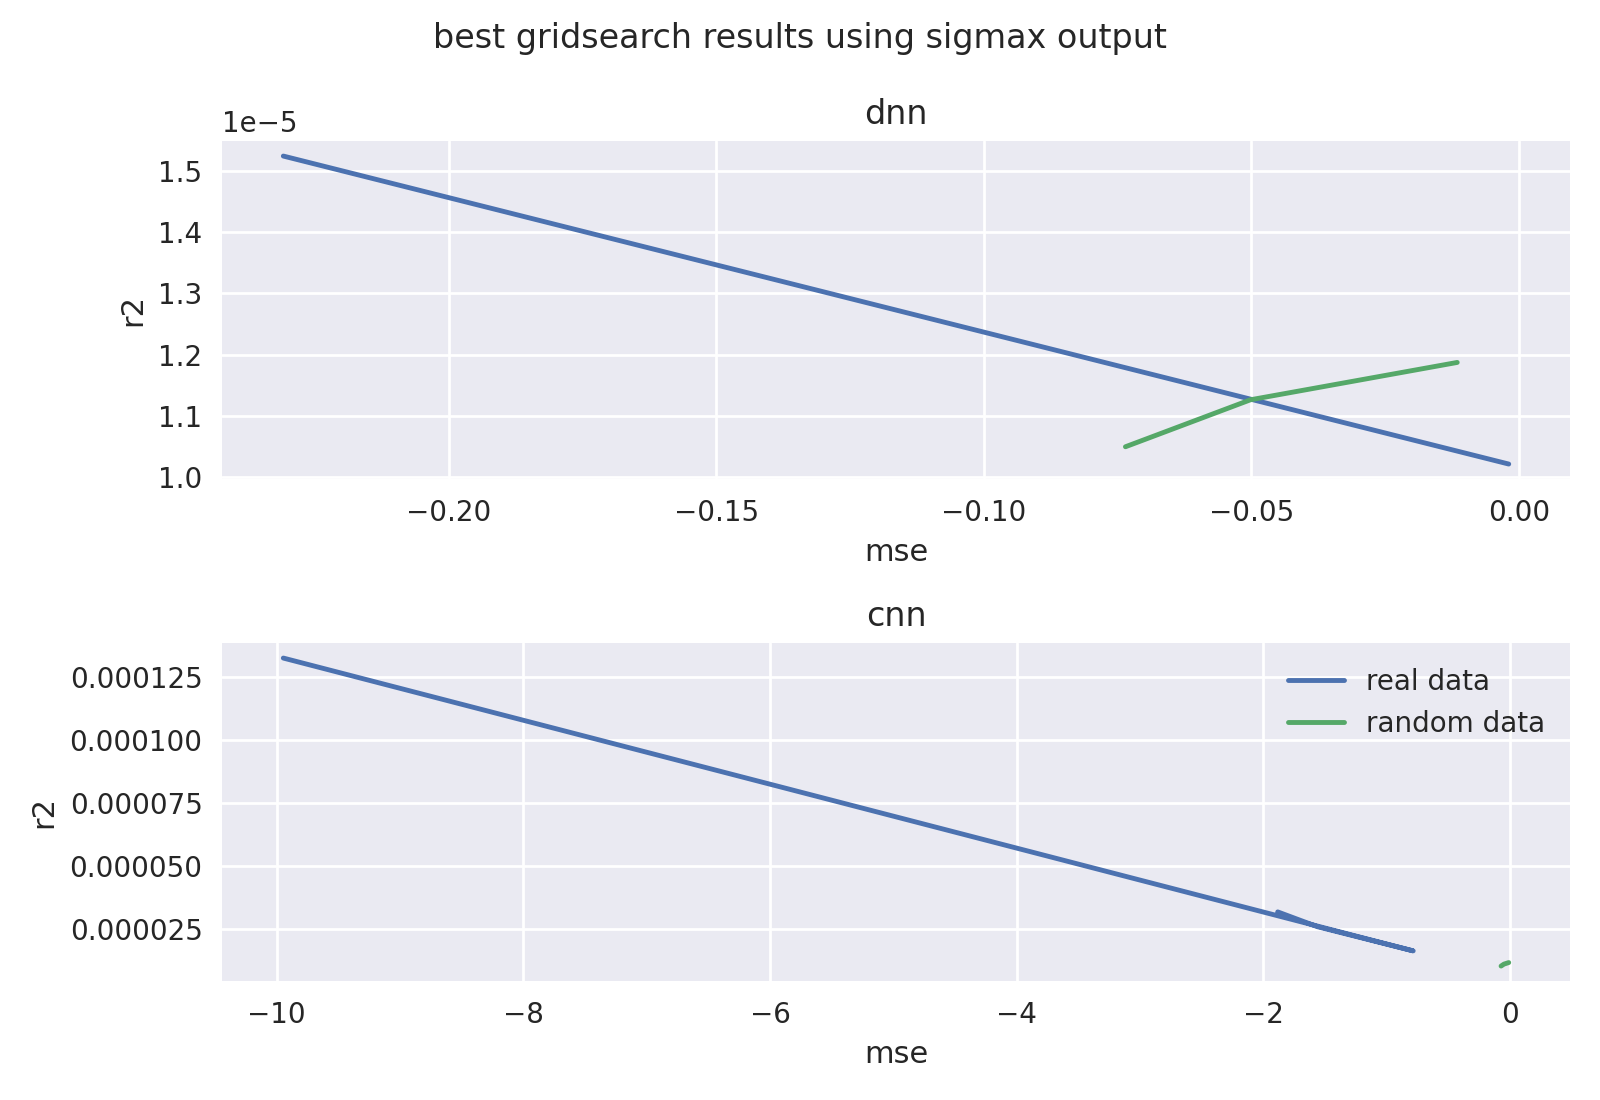 best gridsearch results using sigmax output
dnn
1e−5
1.5
1.4
1.3
1.2
1.1
1.0
r2
−0.20 −0.15 −0.10 −0.05 0.00
mse
cnn
0.000125
0.000100
0.000075
0.000050
0.000025
r2
real data
random data
−10 −8 −6 −4 −2 0
mse